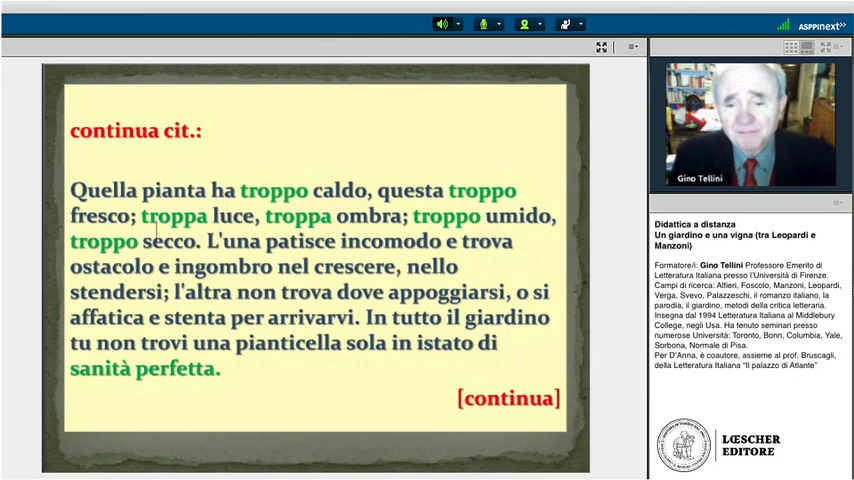 ASPPInext>>
continua cit.:
Quella pianta ha troppo caldo, questa troppo
fresco; troppa luce, troppa ombra; troppo umido,
troppo secco. L'una patisce incomodo e trova
ostacolo e ingombro nel crescere, nello
stendersi; l'altra non trova dove appoggiarsi, o si
affatica e stenta per arrivarvi. In tutto il giardino
tu non trovi una pianticella sola in istato di
sanità perfetta.
[continua]
Gino Tellini
Didattica a distanza
Un giardino e una vigna (tra Leopardi e
Manzoni)
Formatore/i: Gino Tellini Professore Emerito di
Letteratura Italiana presso l'Università di Firenze.
Campi di ricerca: Alfieri, Foscolo, Manzoni, Leopardi,
Verga, Svevo, Palazzeschi, il romanzo italiano, la
parodia, il giardino, metodi della critica letteraria.
Insegna dal 1994 Letteratura Italiana al Middlebury
College, negli Usa. Ha tenuto seminari presso
numerose Università: Toronto, Bonn, Columbia, Yale,
Sorbona, Normale di Pisa.
Per D'Anna, è coautore, assieme al prof. Bruscagli,
della Letteratura Italiana "Il palazzo di Atlante"
LŒSCHER
EDITORE